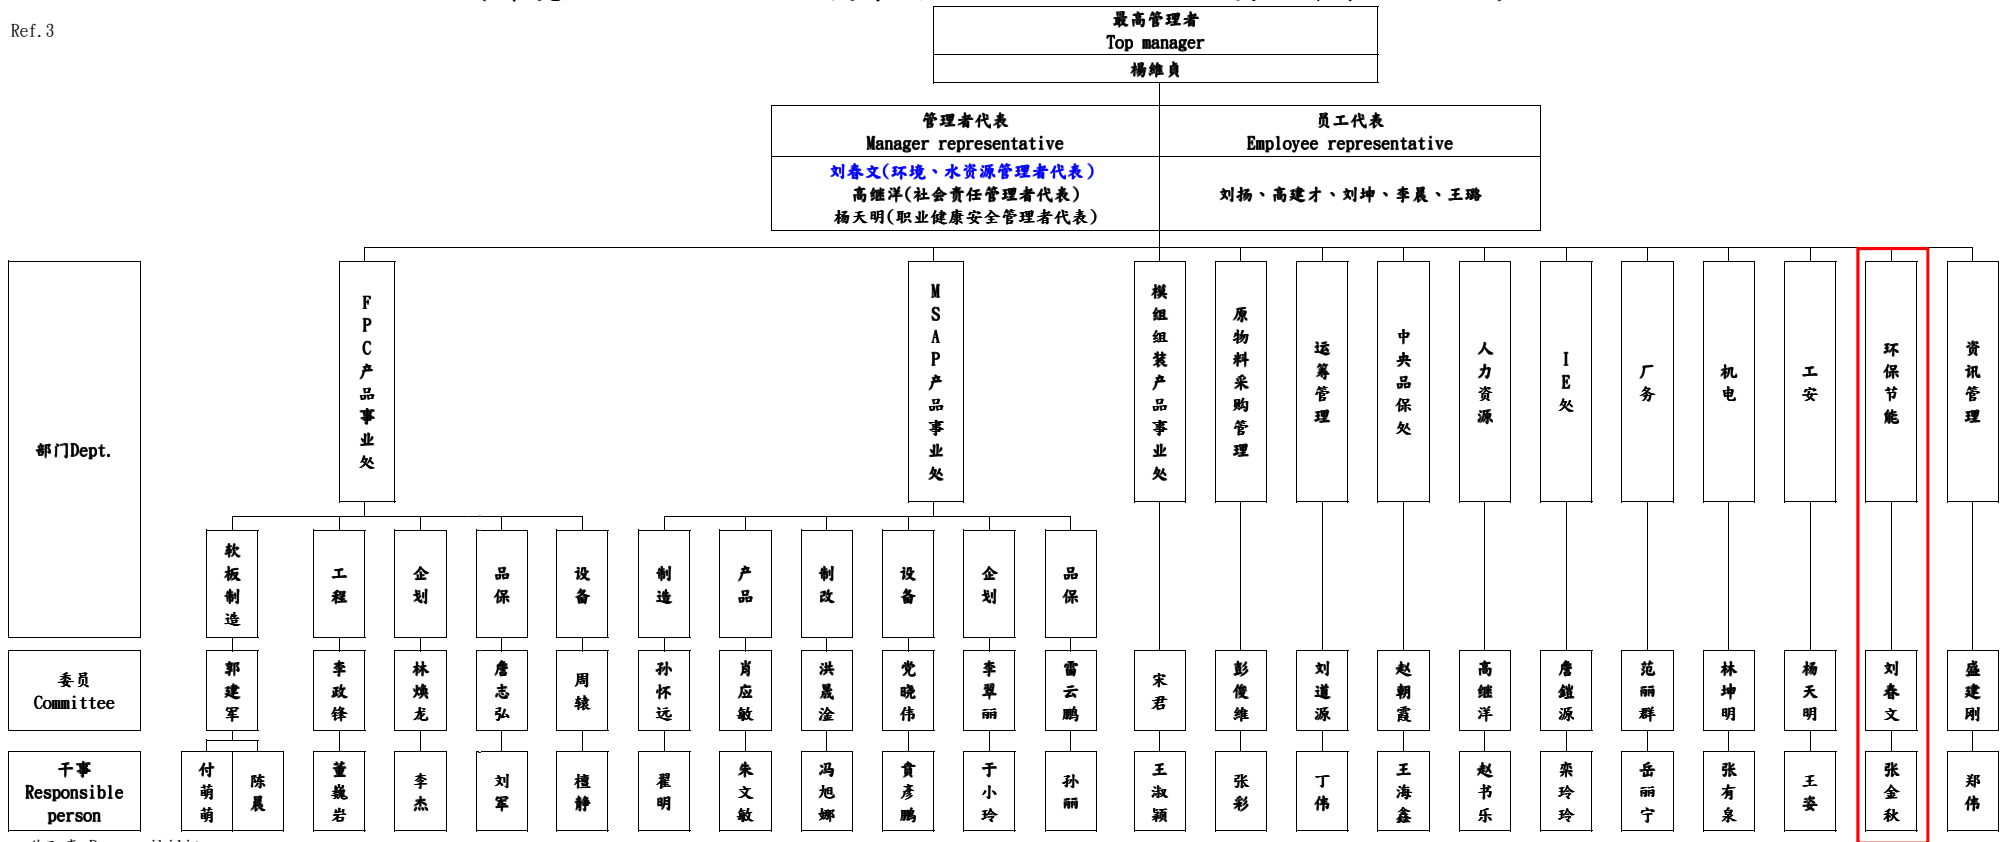 Ref.3
最高管理者
Top manager
楊維貞
管理者代表
Manager representative
员工代表
Employee representative
刘春文(环境、水资源管理者代表)
高继洋(社会责任管理者代表)
杨天明(职业健康安全管理者代表)
刘扬、高建才、刘坤、李晨、王璐
部门Dept.
FPC产品事业处
MSAP产品事业处
模组组装产品事业处
原物料采购管理
运筹管理
中央品保处
人力资源
IE处
厂务
机电
工安
环保节能
资讯管理
软板制造
工程
企划
品保
设备
制造
产品
制改
设备
企划
品保
委员
Committee
郭建军
李政锋
林焕龙
詹志弘
周辕
孙怀远
肖应敏
洪晟淦
党晓伟
李翠丽
雷云鹏
宋君
彭俊维
刘道源
赵朝霞
高继洋
詹鎧源
范丽群
林坤明
杨天明
刘春文
盛建刚
干事
Responsible
person
付萌萌
陈晨
董巍岩
李杰
刘军
檀静
翟明
朱文敏
冯旭娜
贲彦鹏
于小玲
孙丽
王淑颖
张彩
丁伟
王海鑫
赵书乐
栾玲玲
岳丽宁
张有泉
王姿
张金秋
郑伟